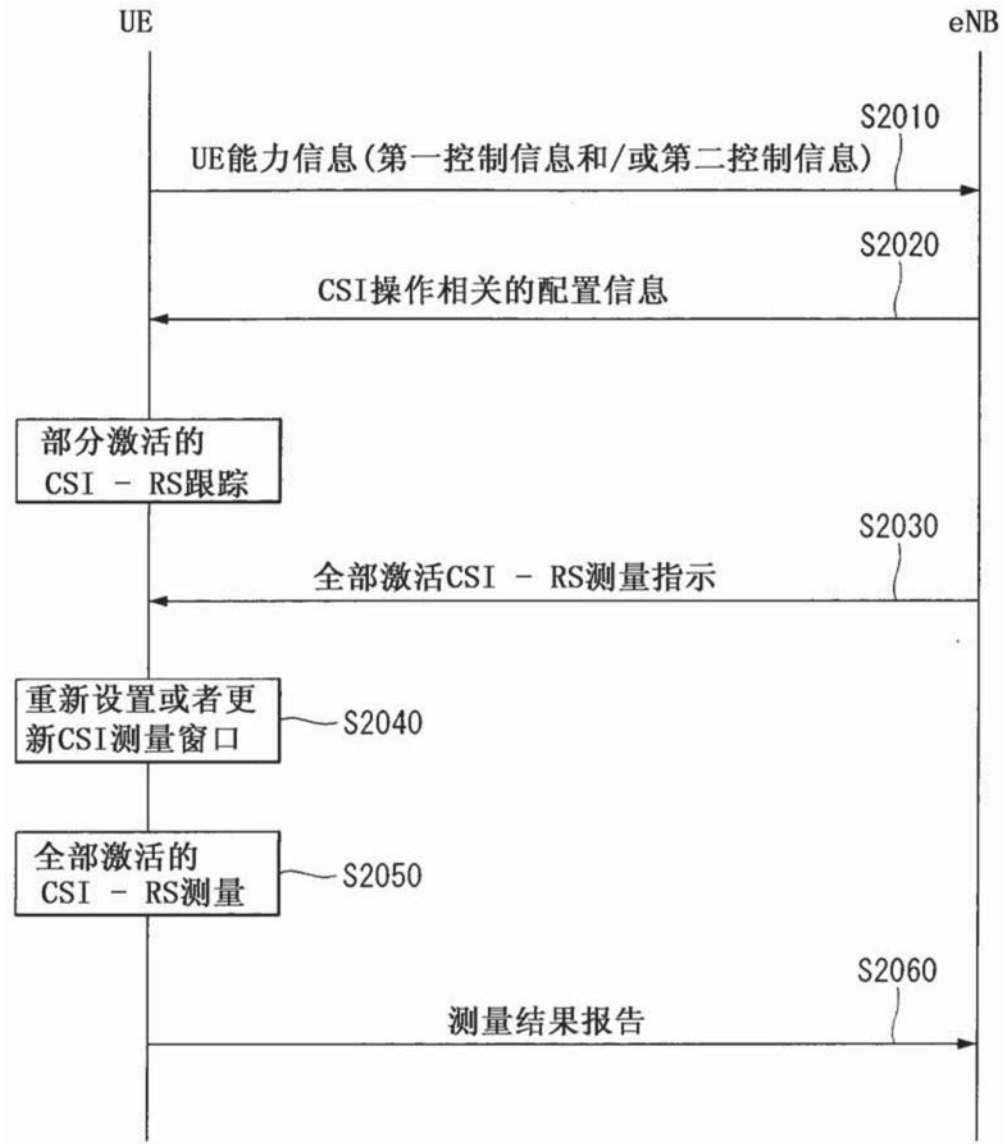 UE
eNB
S2010
UE能力信息(第一控制信息和/或第二控制信息)
S2020
CSI操作相关的配置信息
部分激活的
CSI - RS跟踪
S2030
全部激活CSI - RS测量指示
重新设置或者更
新CSI测量窗口
S2040
全部激活的
CSI - RS测量
S2050
S2060
测量结果报告